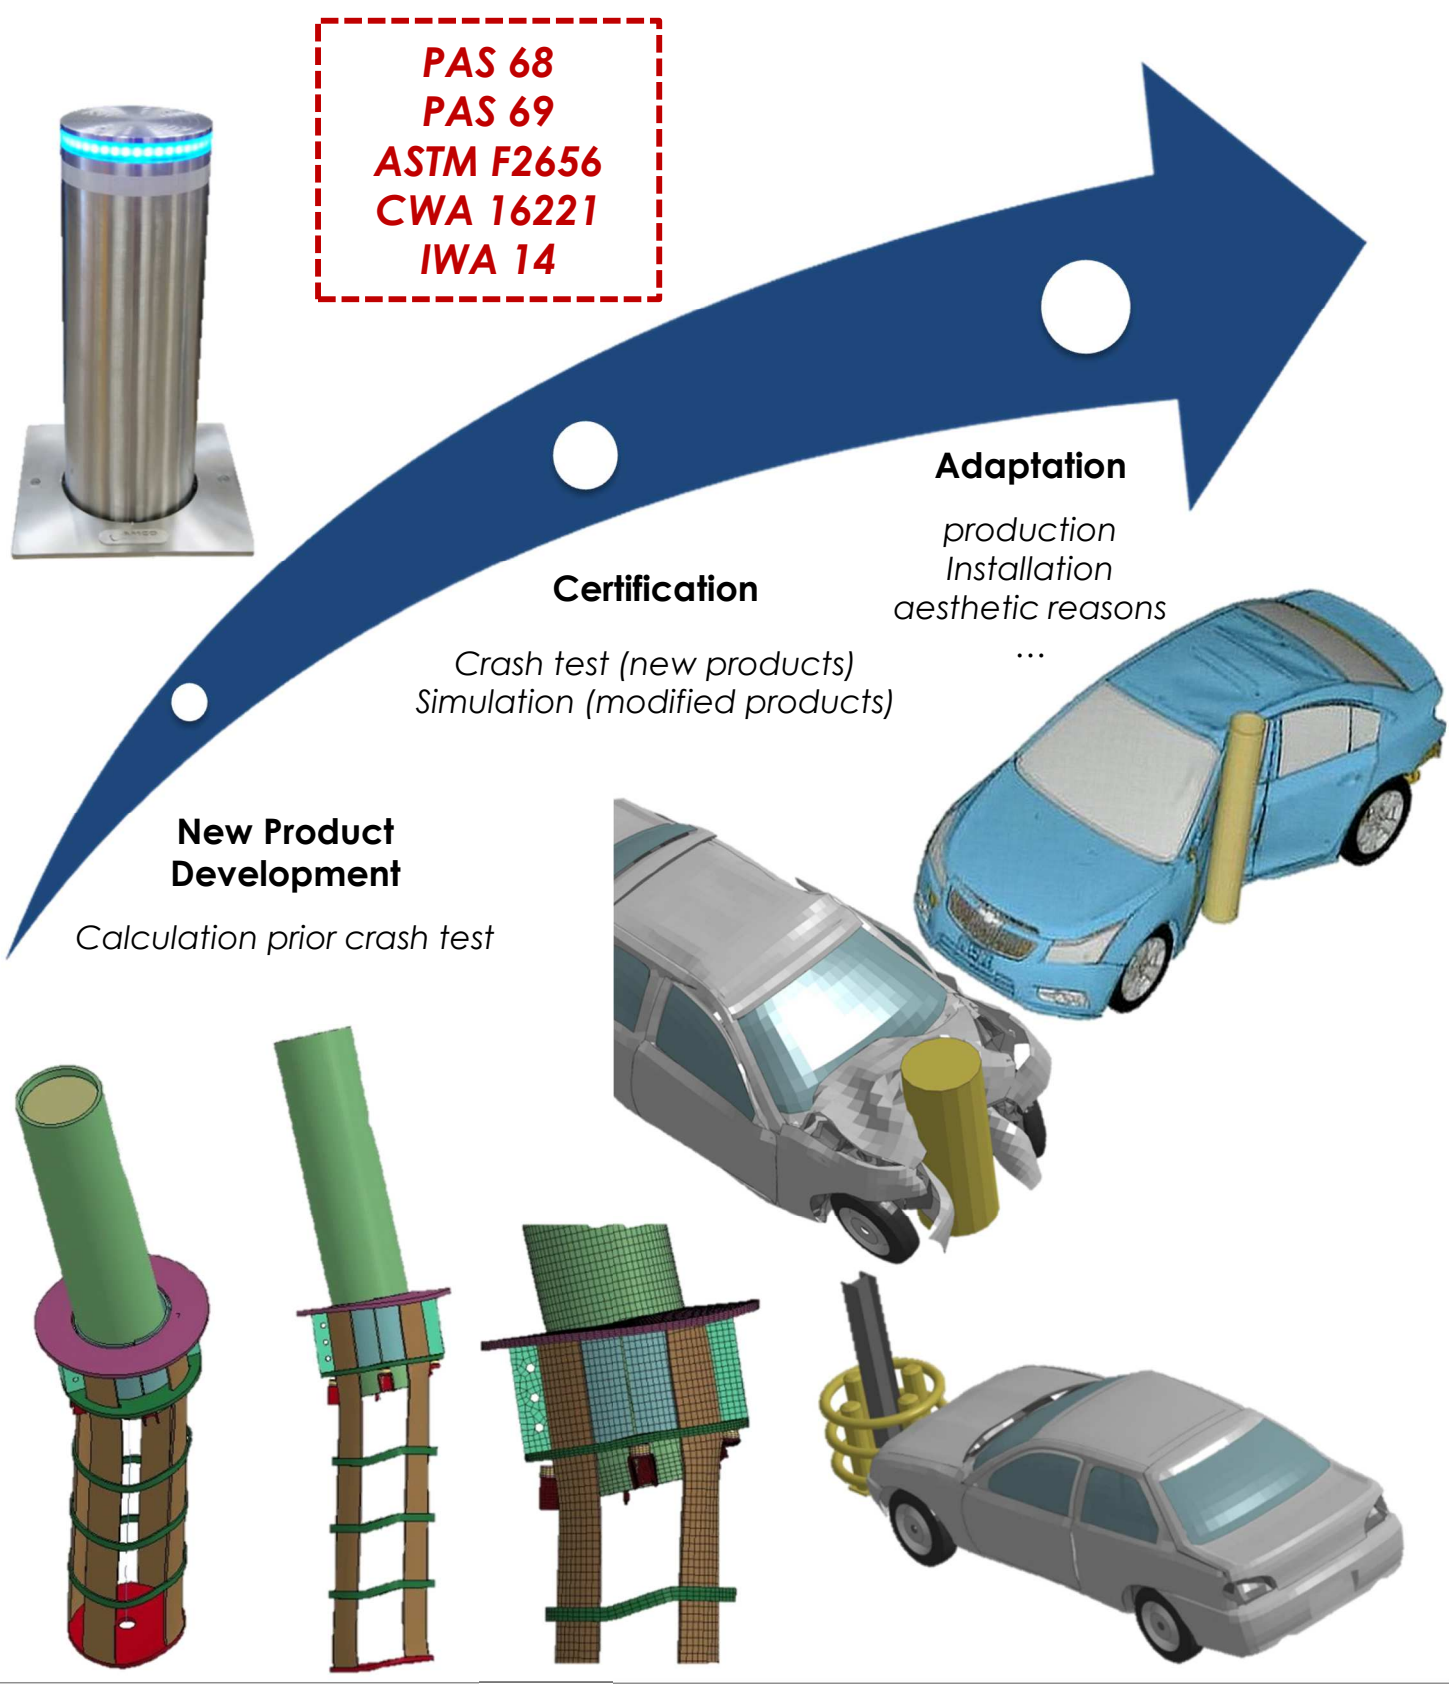 PAS 68
PAS 69
ASTM F2656
CWA 16221
IWA 14
Adaptation
production
Installation
aesthetic reasons
…
Certification
Crash test (new products)
Simulation (modified products)
New Product
Development
Calculation prior crash test